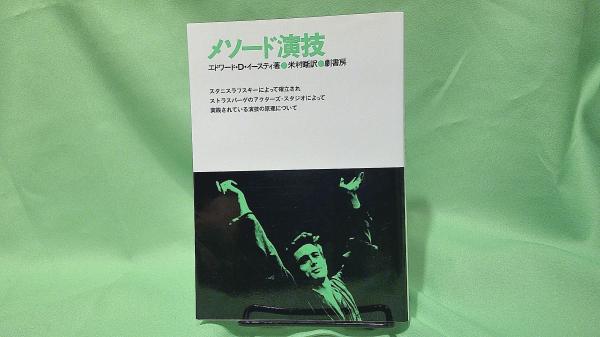 メソード演技
エドワード・D・イースティ著●米村晰訳●劇書房
スタニスラフスキーによって確立され
ストラスバーグのアクターズ・スタジオによって
実践されている演技の原理について